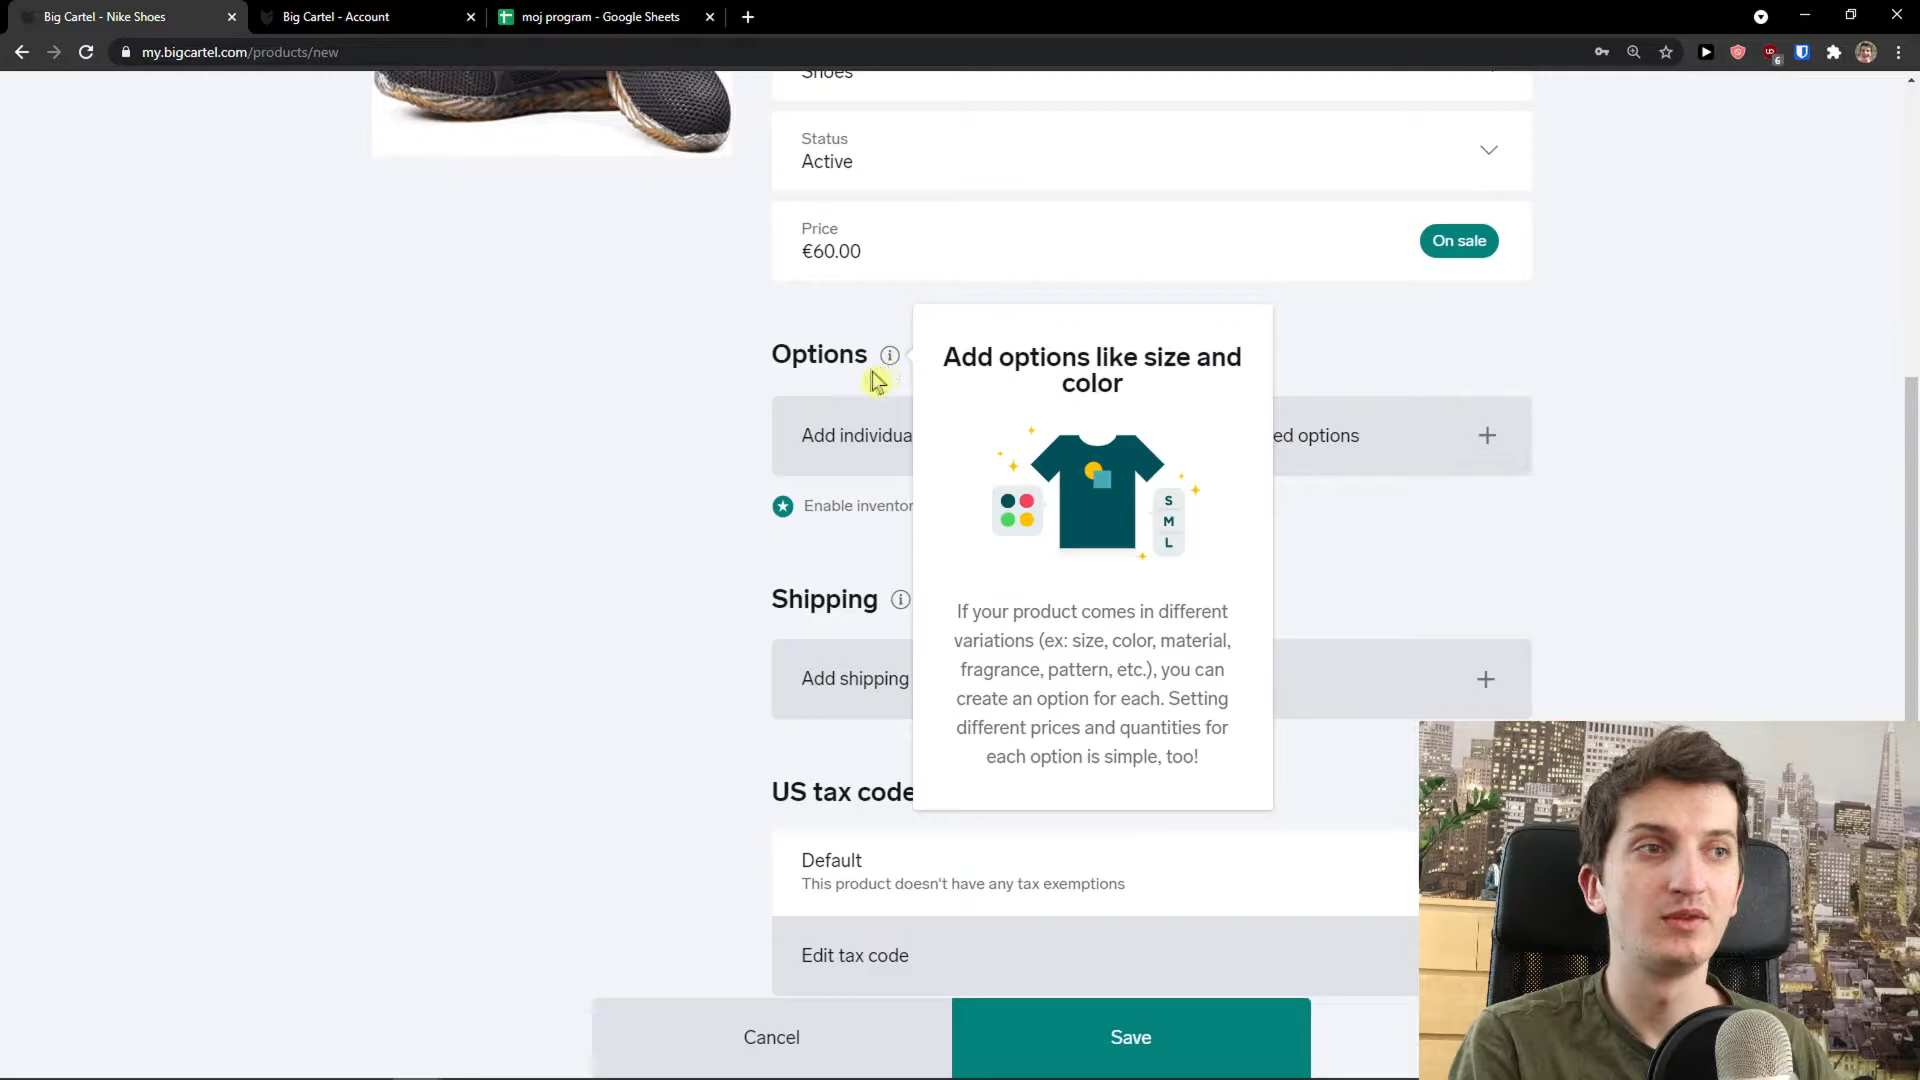 Big Cartel - Nike Shoes
Big Cartel - Account
moj program - Google Sheets
my.bigcartel.com/products/new
6
Shoes
Status
Active
Price
€60.00
On sale
Options
Add options like size and
color
Add individua
ed options
S
M
L
Enable inventor
Shipping
If your product comes in different
variations (ex: size, color, material,
fragrance, pattern, etc.), you can
create an option for each. Setting
different prices and quantities for
each option is simple, too!
Add shipping
US tax code
Default
This product doesn't have any tax exemptions
Edit tax code
Cancel
Save